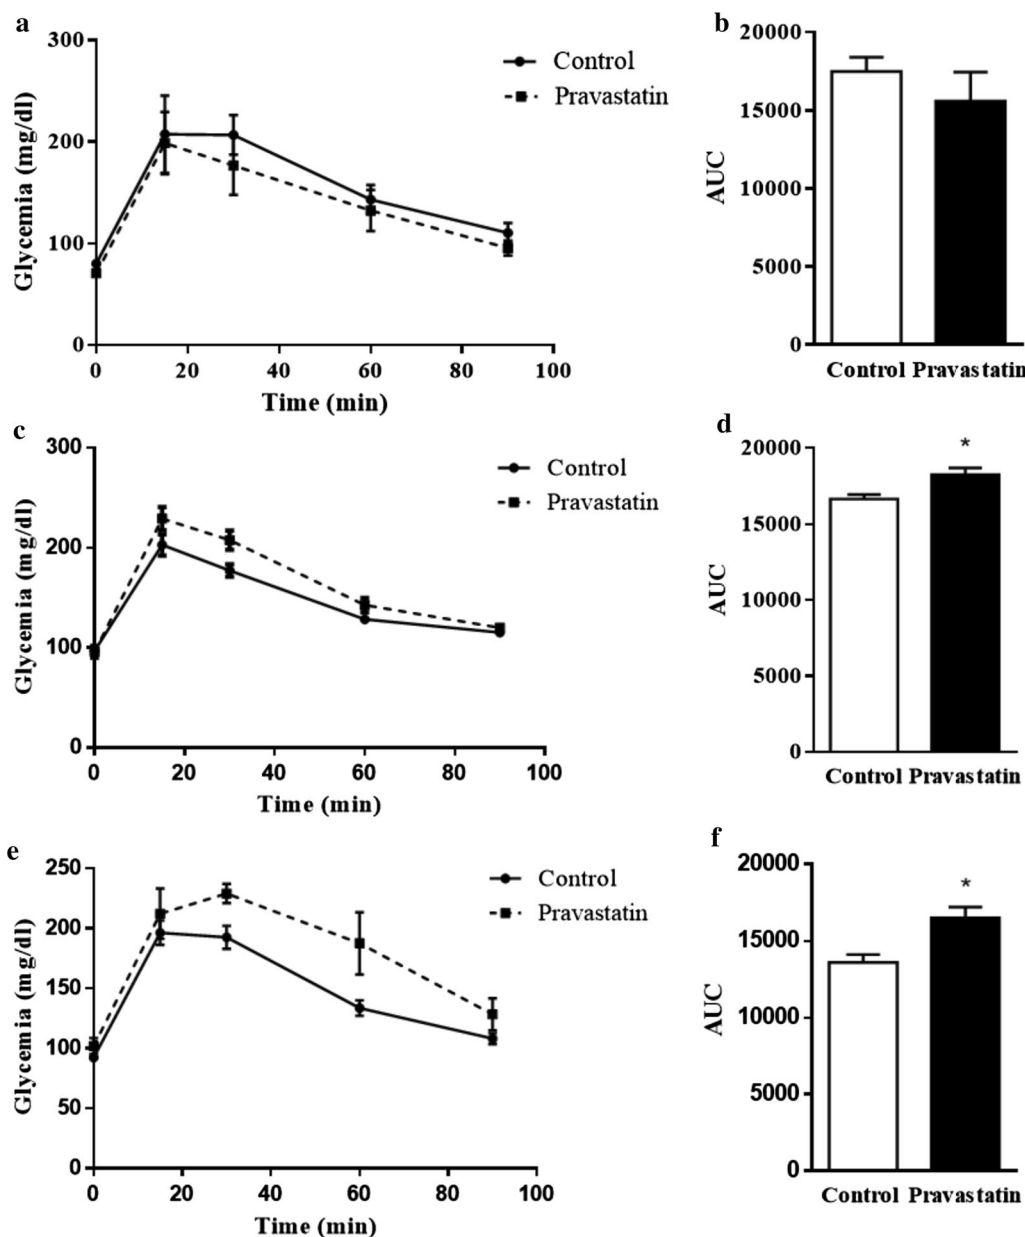 a
300
200
100
0
Glycemia (mg/dl)
Control
Pravastatin
0 20 40 60 80 100
Time (min)
b
20000
15000
10000
5000
0
AUC
Control Pravastatin
c
300
200
100
0
Glycemia (mg/dl)
Control
Pravastatin
0 20 40 60 80 100
Time (min)
d
20000
15000
10000
5000
0
AUC
*
Control Pravastatin
e
250
200
150
100
50
0
Glycemia (mg/dl)
Control
Pravastatin
0 20 40 60 80 100
Time (min)
f
20000
15000
10000
5000
0
AUC
*
Control Pravastatin